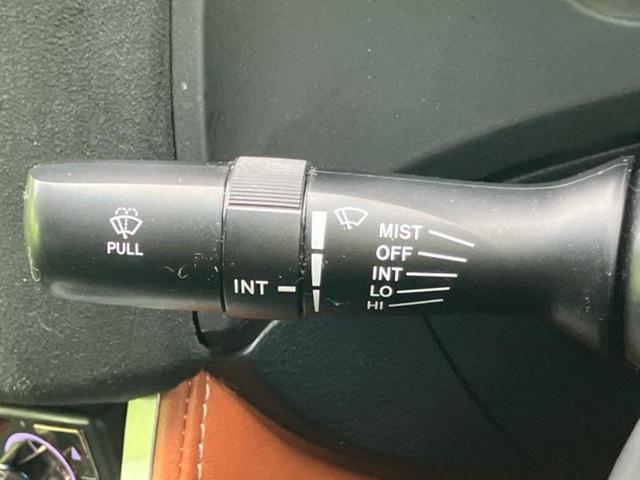 PULL
INT
MIST
OFF
INT
LO
HI